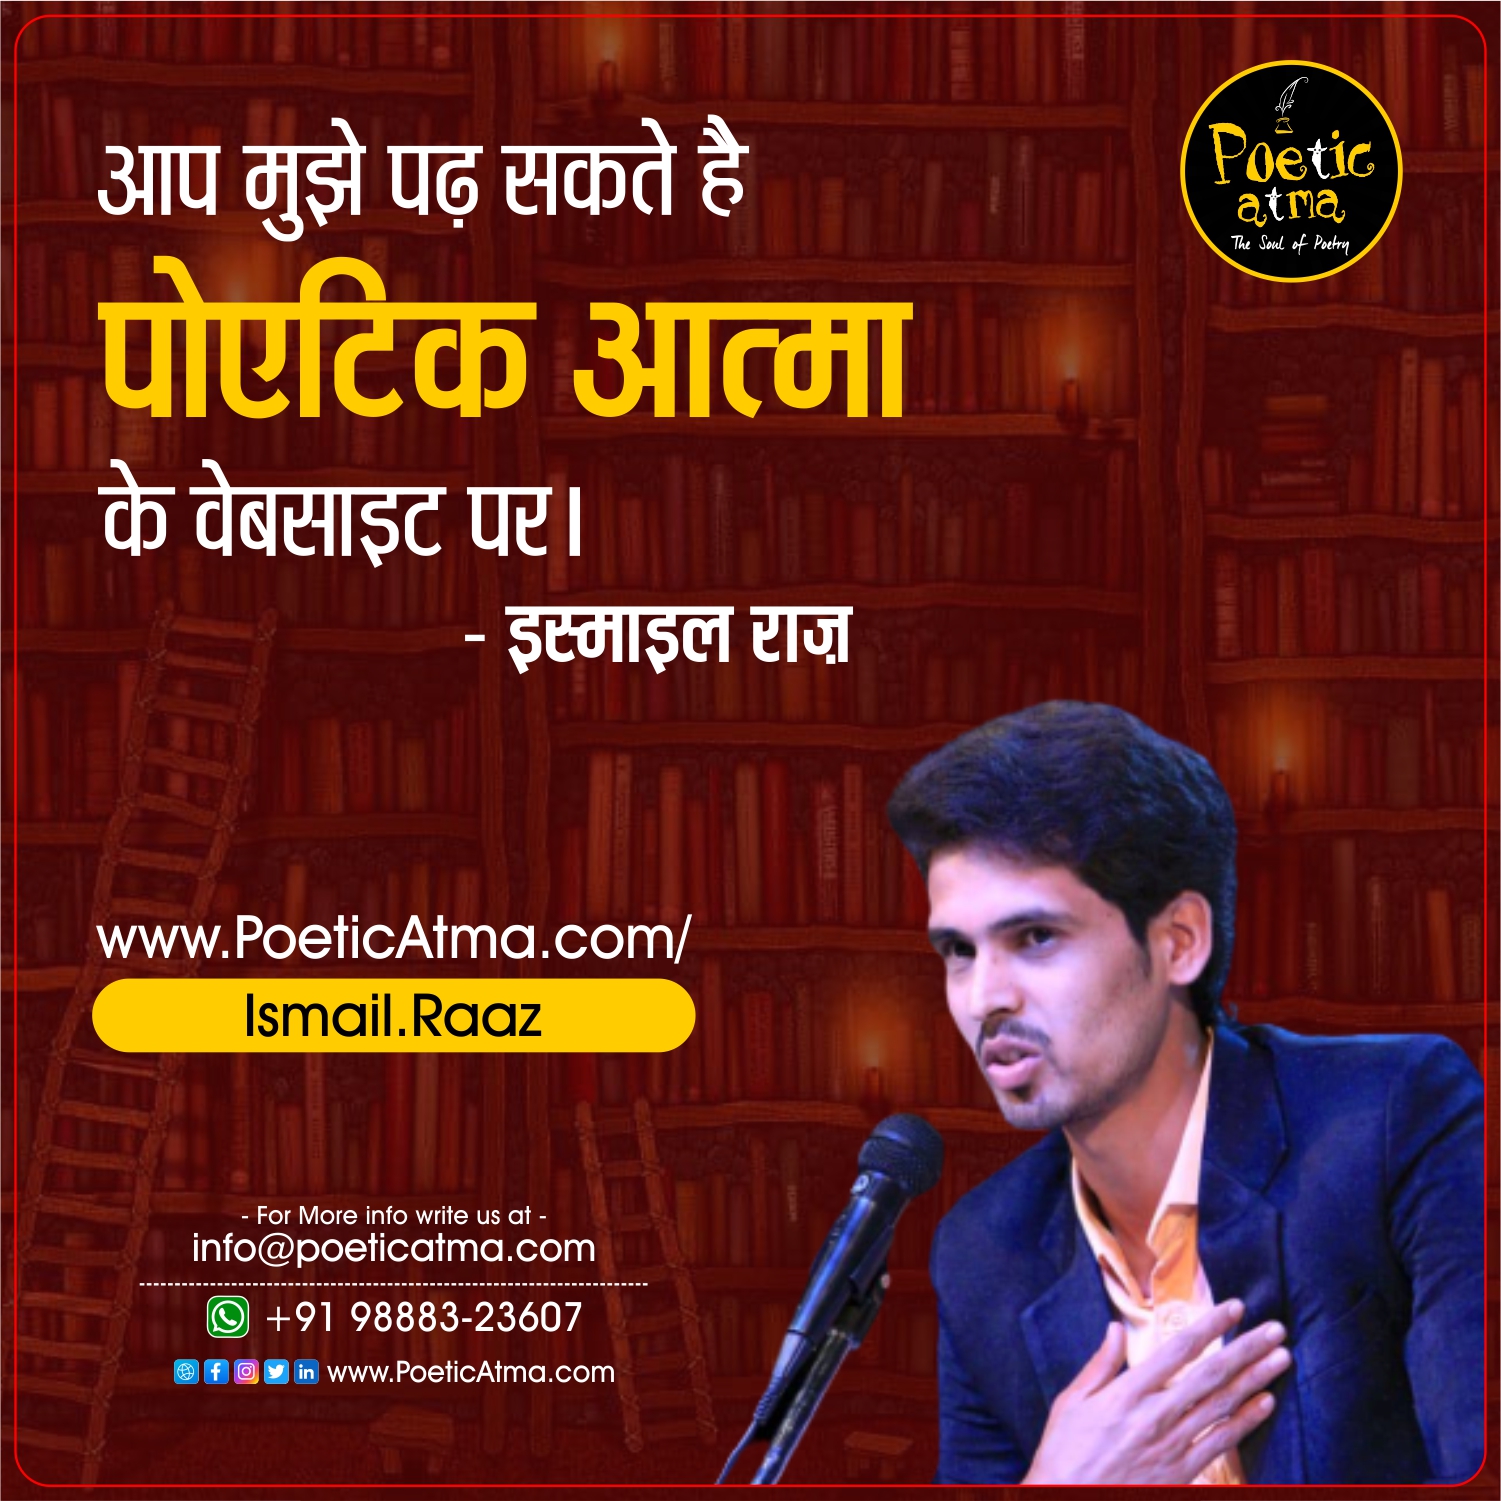 आप मुझे पढ़ सकते है
Poetic
atma
The Soul of Poetry
पोएटिक आत्मा
के वेबसाइट पर।
- इस्माइल राज़
www.PoeticAtma.com/
Ismail.Raaz
- For More info write us at -
info@poeticatma.com
+91 98883-23607
www.PoeticAtma.com